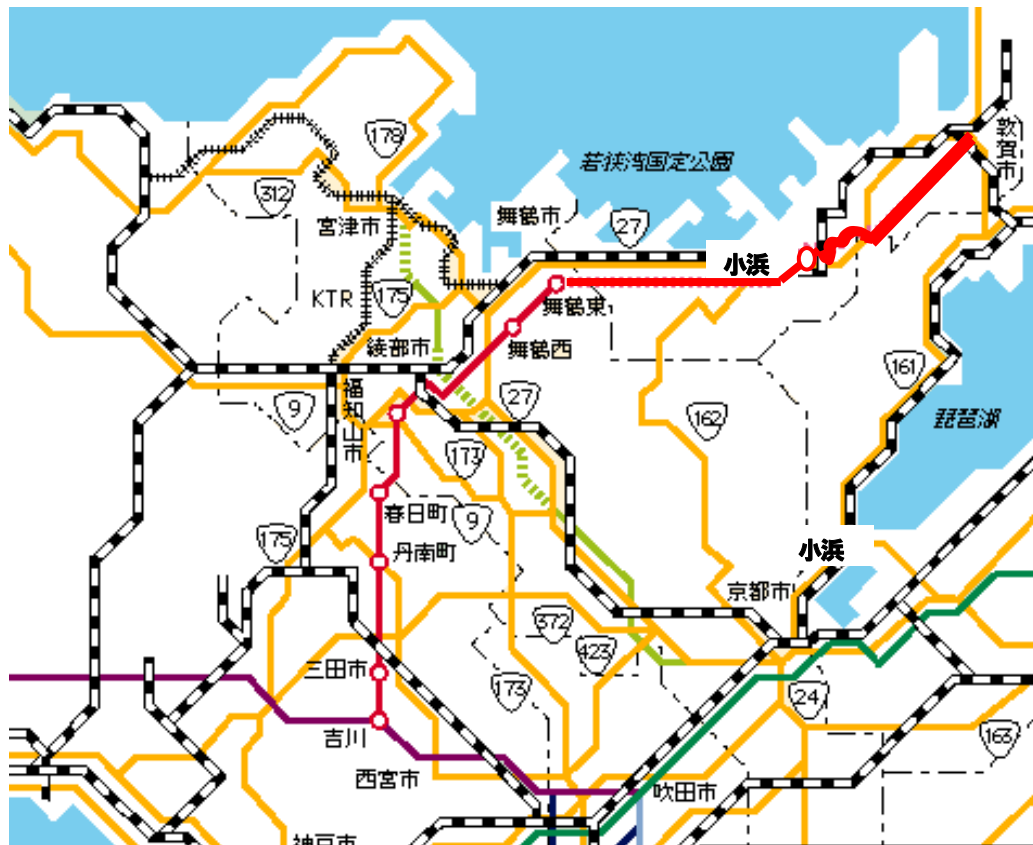 敦賀市
178
若狭湾国定公園
312
宮津市
舞鶴市
27
小浜
KTR
175
舞鶴東
綾部市
舞鶴西
161
9
福知山市
27
162
琵琶湖
173
春日町
9
175
丹南町
小浜
京都市
372
423
三田市
173
24
吉川
163
西宮市
吹田市
神戸市